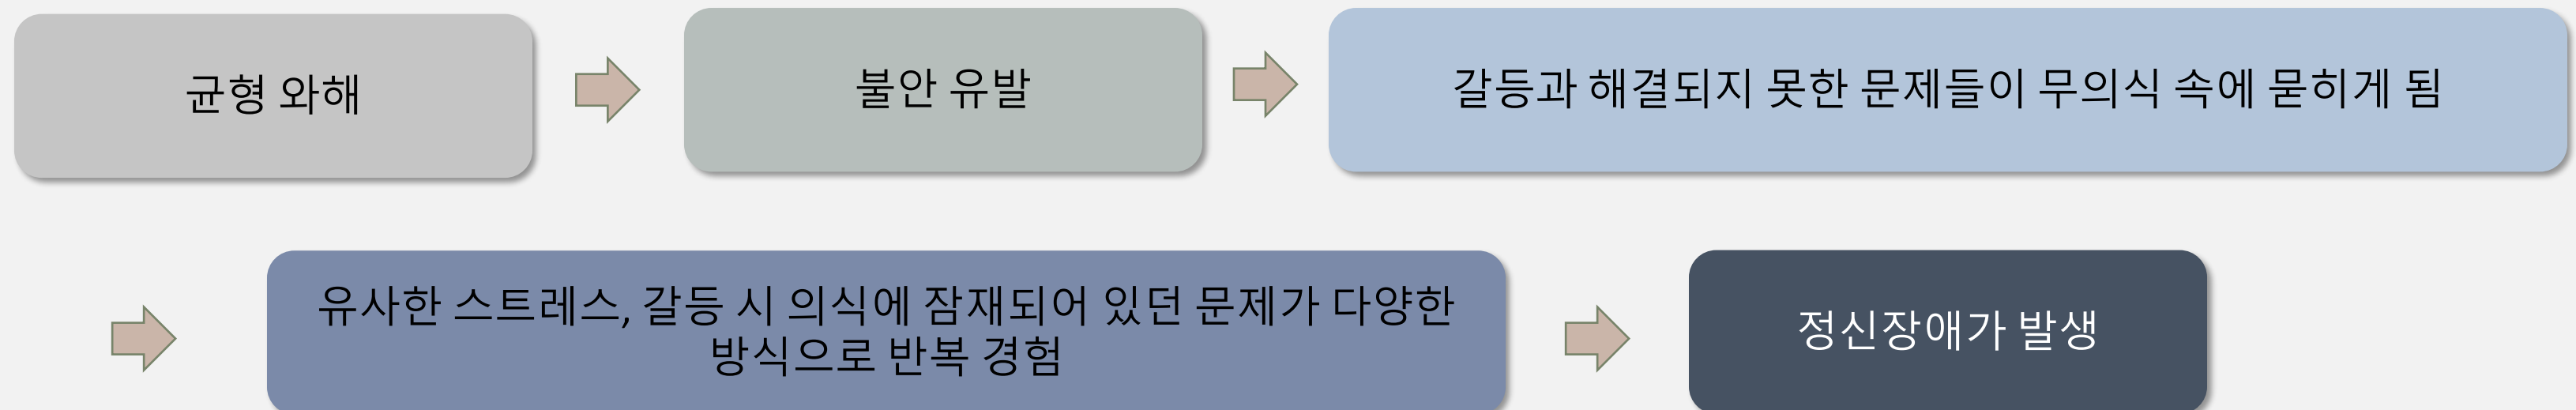 균형 와해
불안 유발
갈등과 해결되지 못한 문제들이 무의식 속에 묻히게 됨
유사한 스트레스, 갈등 시 의식에 잠재되어 있던 문제가 다양한
방식으로 반복 경험
정신장애가 발생